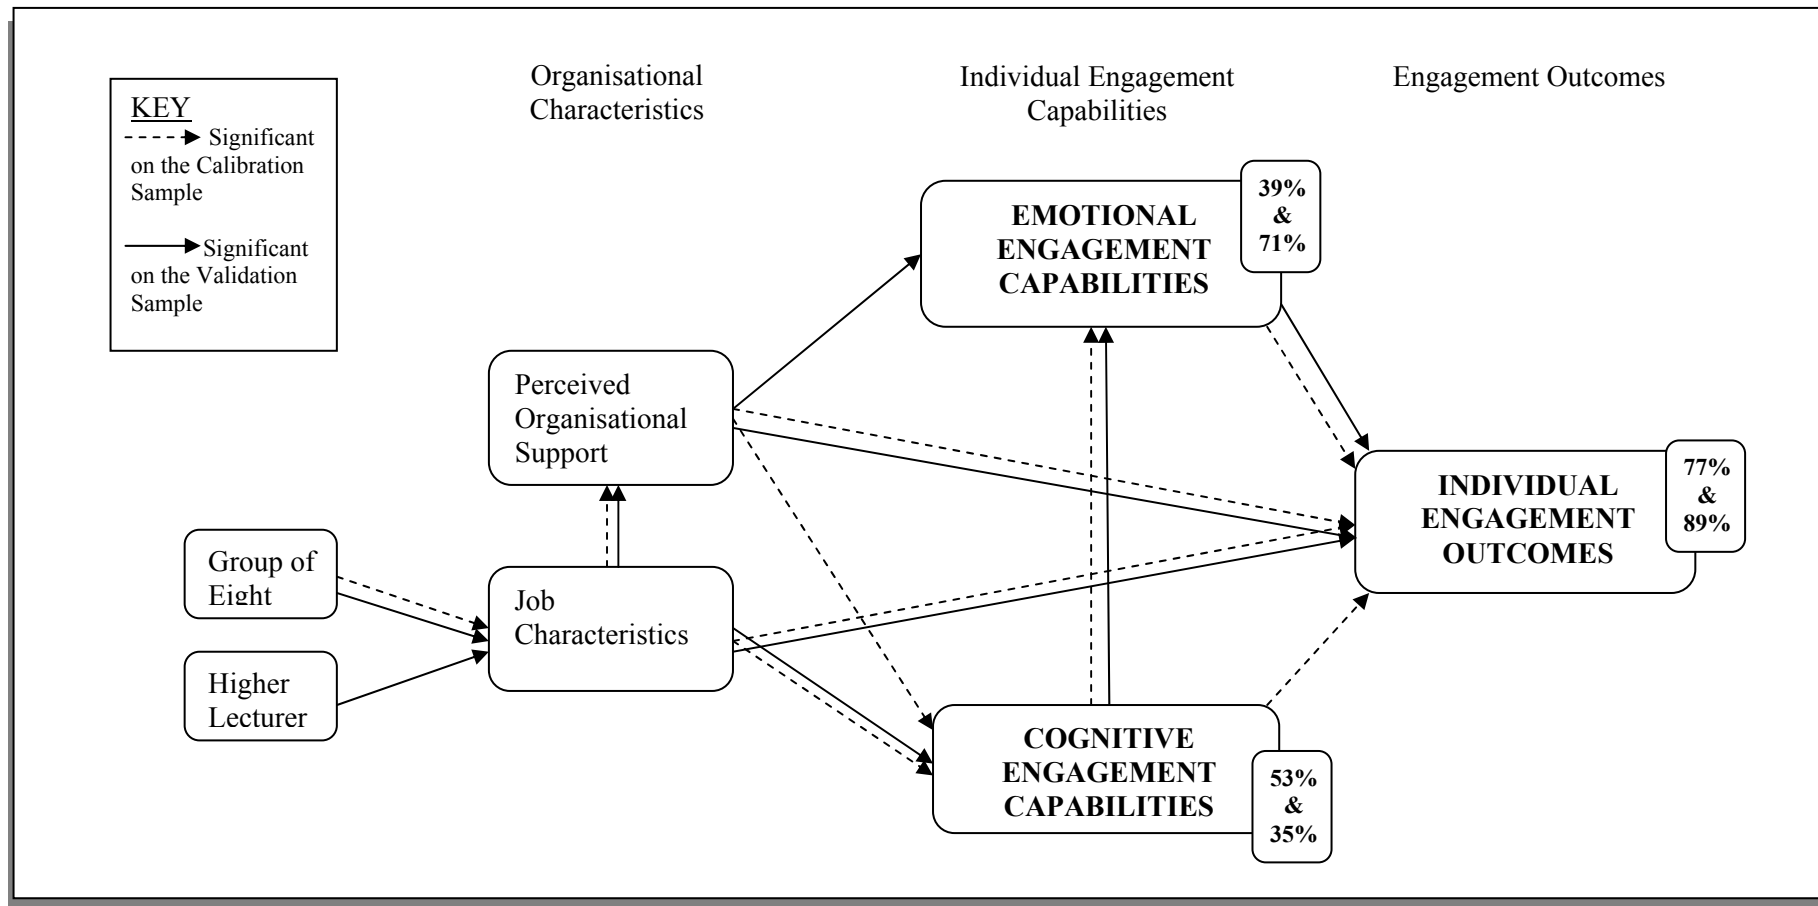 Organisational
Characteristics
Individual Engagement
Capabilities
Engagement Outcomes
KEY
Significant
on the Calibration
Sample
Significant
on the Validation
Sample
EMOTIONAL
ENGAGEMENT
CAPABILITIES
39%
&
71%
Perceived
Organisational
Support
INDIVIDUAL
ENGAGEMENT
OUTCOMES
77%
&
89%
Group of
Eight
Job
Characteristics
Higher
Lecturer
COGNITIVE
ENGAGEMENT
CAPABILITIES
53%
&
35%